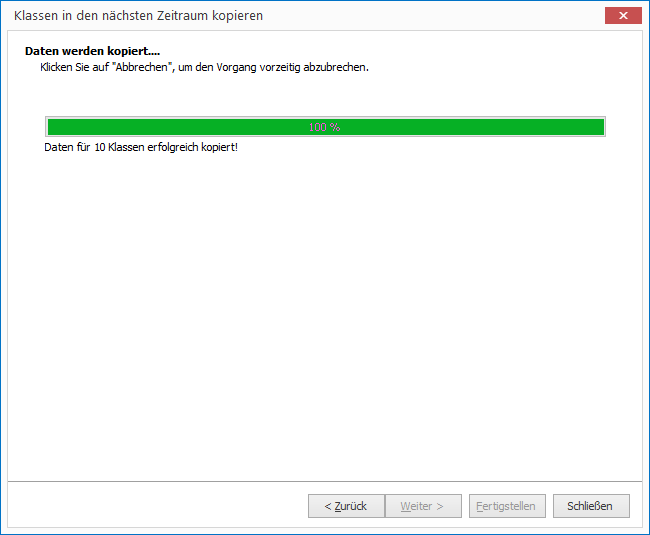 Klassen in den nächsten Zeitraum kopieren
Daten werden kopiert....
Klicken Sie auf "Abbrechen", um den Vorgang vorzeitig abzubrechen.
100 %
Daten für 10 Klassen erfolgreich kopiert!
< Zurück Weiter > Fertigstellen Schließen